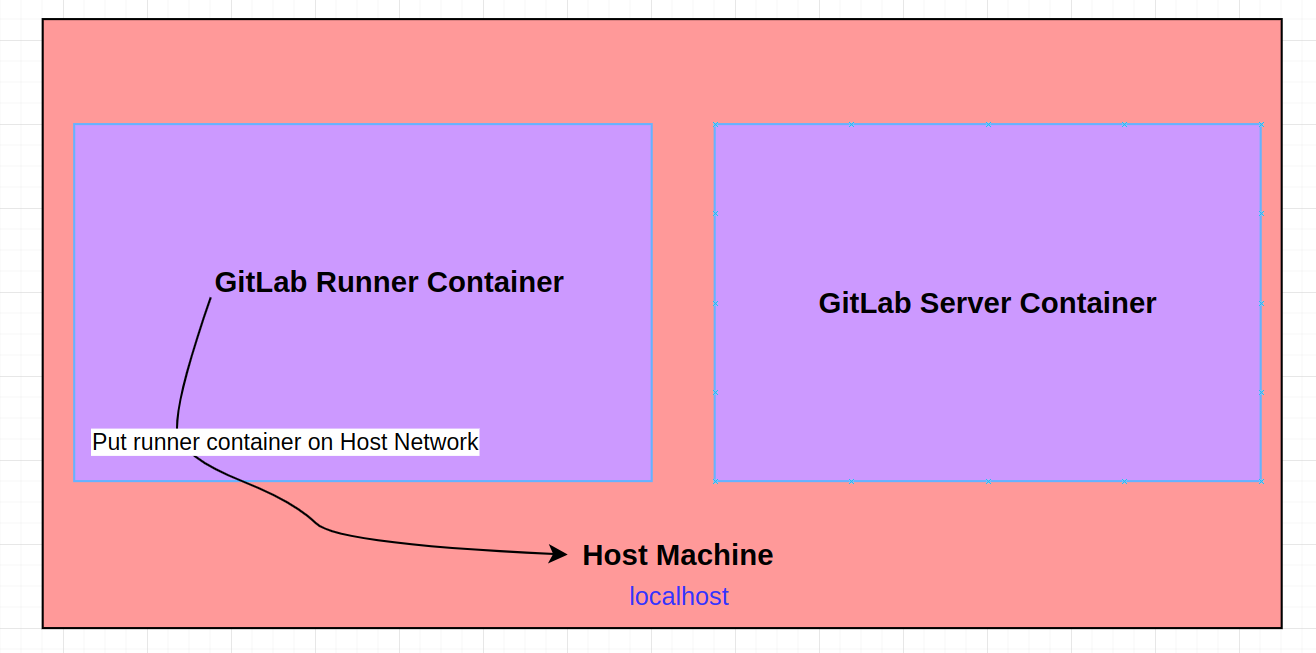 GitLab Runner Container
GitLab Server Container
Put runner container on Host Network
Host Machine
localhost